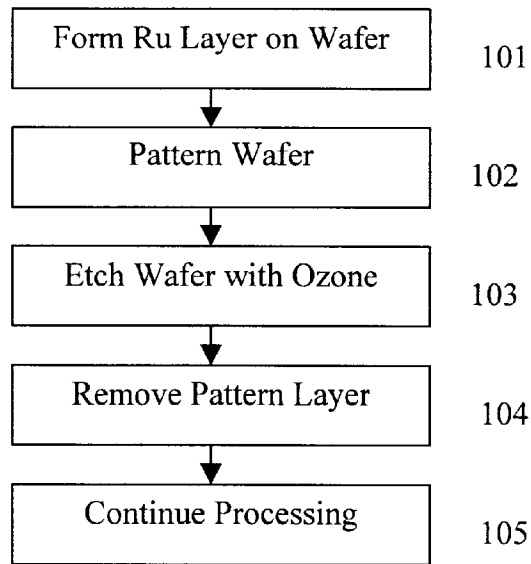 Form Ru Layer on Wafer
101
Pattern Wafer
102
Etch Wafer with Ozone
103
Remove Pattern Layer
104
Continue Processing
105